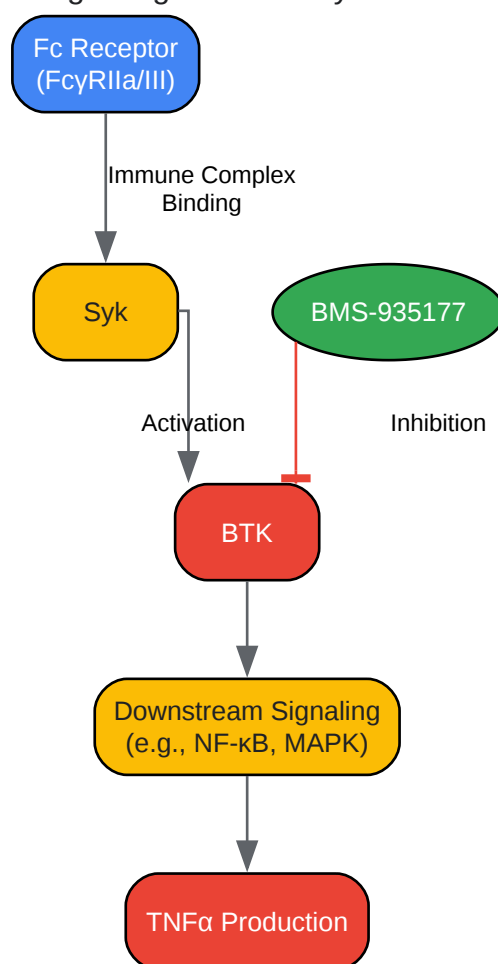 Fc Receptor
(FcγRIIa/III)
Immune Complex
Binding
Syk
BMS-935177
Activation
Inhibition
BTK
Downstream Signaling
(e.g., NF-κB, MAPK)
TNFα Production